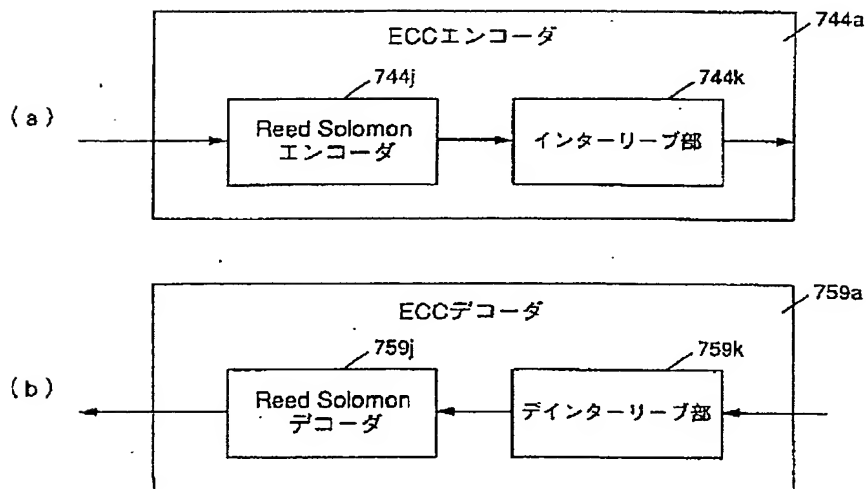 ECCエンコーダ
744a
744j
744k
(a)
Reed Solomon
エンコーダ
インターリーブ部
ECCデコーダ
759a
759j
759k
(b)
Reed Solomon
デコーダ
デインターリーブ部